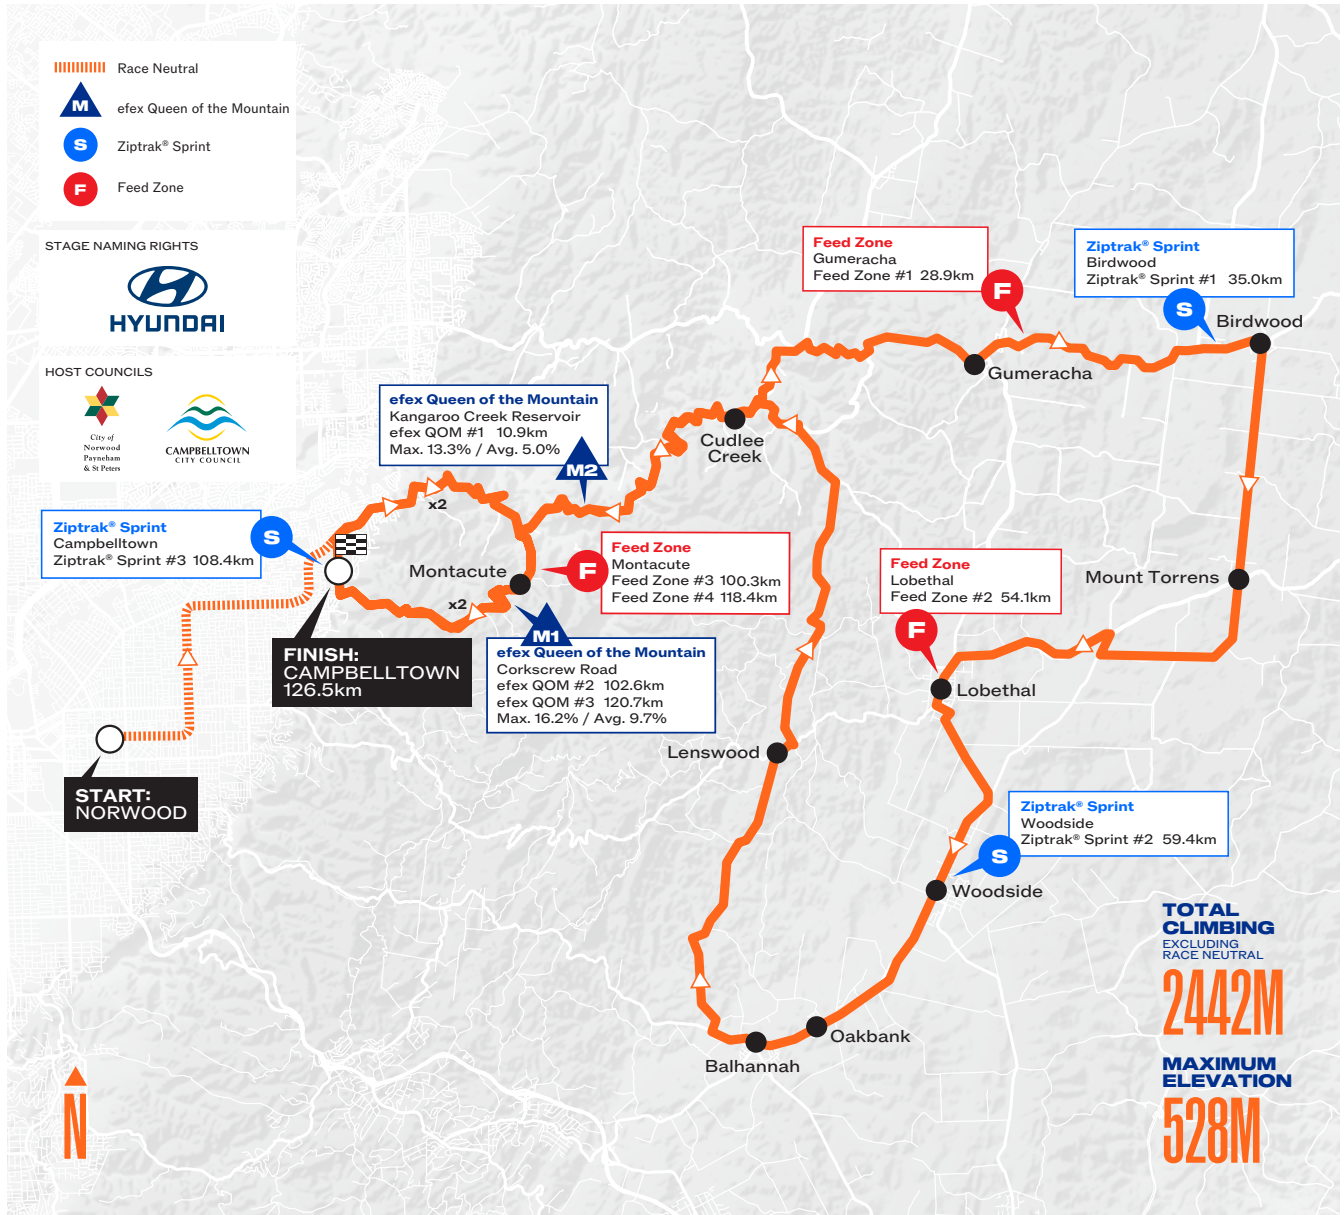 Race Neutral
M
efex Queen of the Mountain
S
Ziptrak® Sprint
F
Feed Zone
STAGE NAMING RIGHTS
HYUNDAI
HOST COUNCILS
City of
Norwood
Payneham
& St Peters
CAMPBELLTOWN
CITY COUNCIL
Feed Zone
Gumeracha
Feed Zone #1 28.9km
F
Ziptrak® Sprint
Birdwood
Ziptrak® Sprint #1 35.0km
S
Birdwood
Gumeracha
efex Queen of the Mountain
Kangaroo Creek Reservoir
efex QOM #1 10.9km
Max. 13.3% / Avg. 5.0%
M2
Cudlee
Creek
x2
Ziptrak® Sprint
Campbelltown
Ziptrak® Sprint #3 108.4km
S
Montacute
F
Feed Zone
Montacute
Feed Zone #3 100.3km
Feed Zone #4 118.4km
Feed Zone
Lobethal
Feed Zone #2 54.1km
F
Mount Torrens
x2
M1
efex Queen of the Mountain
Corkscrew Road
efex QOM #2 102.6km
efex QOM #3 120.7km
Max. 16.2% / Avg. 9.7%
FINISH:
CAMPBELLTOWN
126.5km
Lobethal
Lenswood
START:
NORWOOD
Ziptrak® Sprint
Woodside
Ziptrak® Sprint #2 59.4km
S
Woodside
Oakbank
Balhannah
TOTAL
CLIMBING
EXCLUDING
RACE NEUTRAL
2442M
MAXIMUM
ELEVATION
528M
N